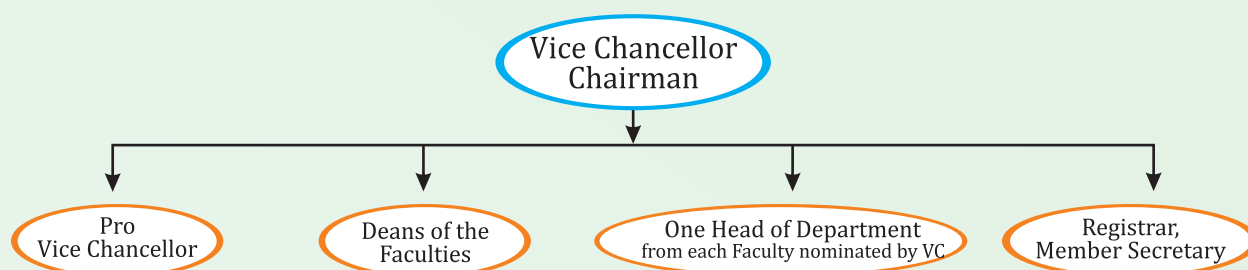 Vice Chancellor
Chairman
Pro
Vice Chancellor
Deans of the
Faculties
One Head of Department
from each Faculty nominated by VC
Registrar,
Member Secretary